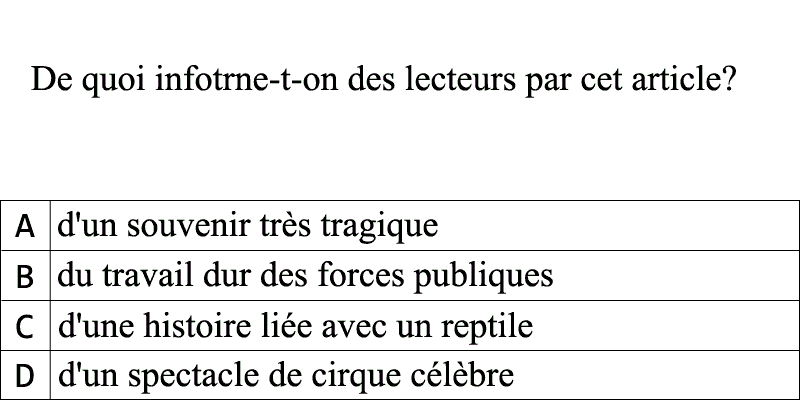 De quoi infotrne-t-on des lecteurs par cet article?
A d'un souvenir très tragique
B du travail dur des forces publiques
C d'une histoire liée avec un reptile
D d'un spectacle de cirque célèbre